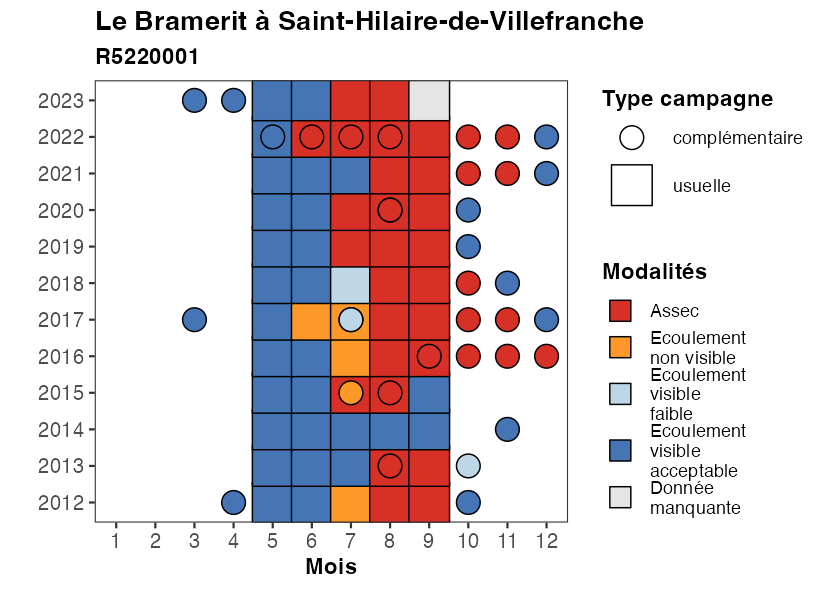 Le Bramerit à Saint-Hilaire-de-Villefranche
R5220001
2023
2022
2021
2020
2019
2018
2017
2016
2015
2014
2013
2012
1 2 3 4 5 6 7 8 9 10 11 12
Mois
Type campagne
complémentaire
usuelle
Modalités
Assec
Ecoulement
non visible
Ecoulement
visible
faible
Ecoulement
visible
acceptable
Donnée
manquante